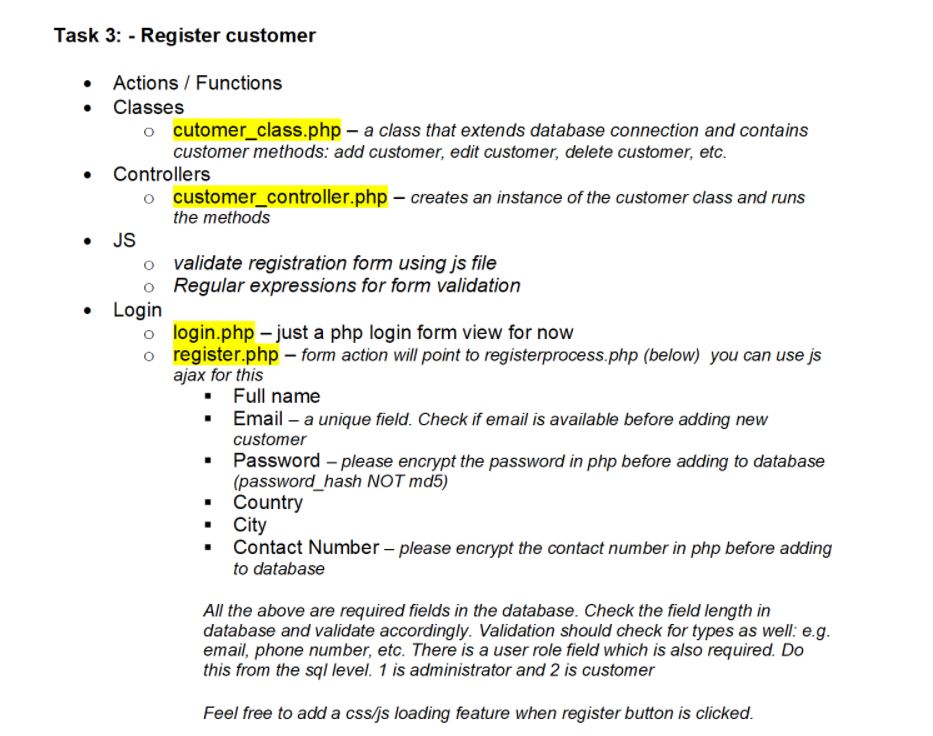 Task 3: - Register customer
• Actions / Functions
• Classes
o cutomer_class.php – a class that extends database connection and contains
customer methods: add customer, edit customer, delete customer, etc.
• Controllers
o customer_controller.php – creates an instance of the customer class and runs
the methods
• JS
o validate registration form using js file
o Regular expressions for form validation
• Login
o login.php – just a php login form view for now
o register.php – form action will point to registerprocess.php (below) you can use js
ajax for this
▪ Full name
▪ Email – a unique field. Check if email is available before adding new
customer
▪ Password – please encrypt the password in php before adding to database
(password_hash NOT md5)
▪ Country
▪ City
▪ Contact Number – please encrypt the contact number in php before adding
to database
All the above are required fields in the database. Check the field length in
database and validate accordingly. Validation should check for types as well: e.g.
email, phone number, etc. There is a user role field which is also required. Do
this from the sql level. 1 is administrator and 2 is customer
Feel free to add a css/js loading feature when register button is clicked.